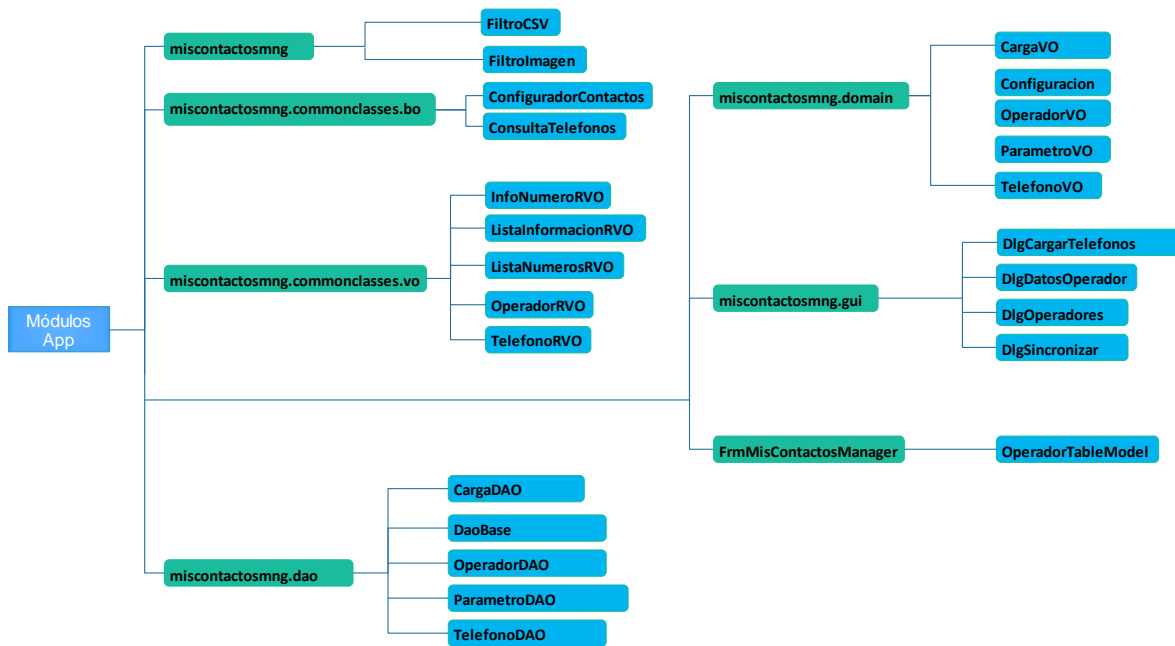 Módulos
App
miscontactosmng
FiltroCSV
FiltroImagen
miscontactosmng.commonclasses.bo
ConfiguradorContactos
ConsultaTelefonos
miscontactosmng.commonclasses.vo
InfoNumeroRVO
ListaInformacionRVO
ListaNumerosRVO
OperadorRVO
TelefonoRVO
miscontactosmng.dao
CargaDAO
DaoBase
OperadorDAO
ParametroDAO
TelefonoDAO
miscontactosmng.domain
CargaVO
Configuracion
OperadorVO
ParametroVO
TelefonoVO
miscontactosmng.gui
DlgCargarTelefonos
DlgDatosOperador
DlgOperadores
DlgSincronizar
FrmMisContactosManager
OperadorTableModel